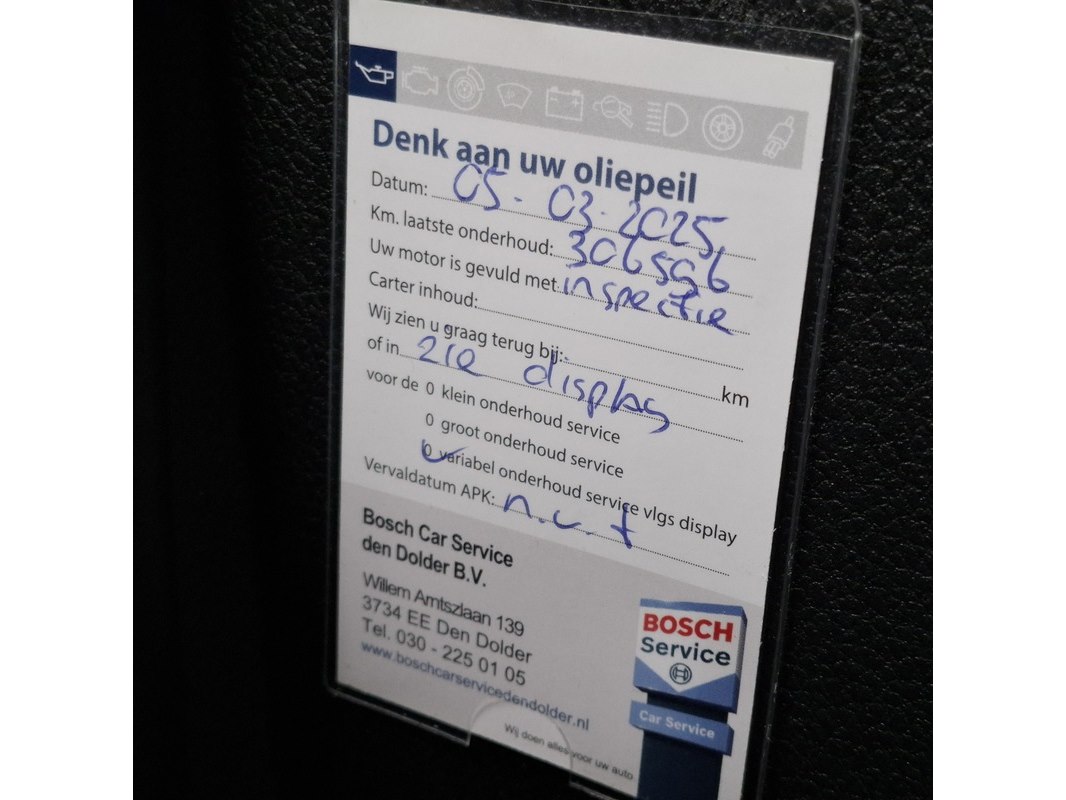 Denk aan uw oliepeil
Datum: 05-03-2025
Km. laatste onderhoud: 306596
Uw motor is gevuld met: inspectie
Carter inhoud:
Wij zien u graag terug bij: km
of in zie display
voor de 0 klein onderhoud service
0 groot onderhoud service
0 variabel onderhoud service vlgs display
Vervaldatum APK: n.v.t
Bosch Car Service
den Dolder B.V.
Willem Arntszlaan 139
3734 EE Den Dolder
Tel. 030 - 225 01 05
www.boschcarservicedendolder.nl
BOSCH
Service
Car Service
Wij doen alles voor uw auto